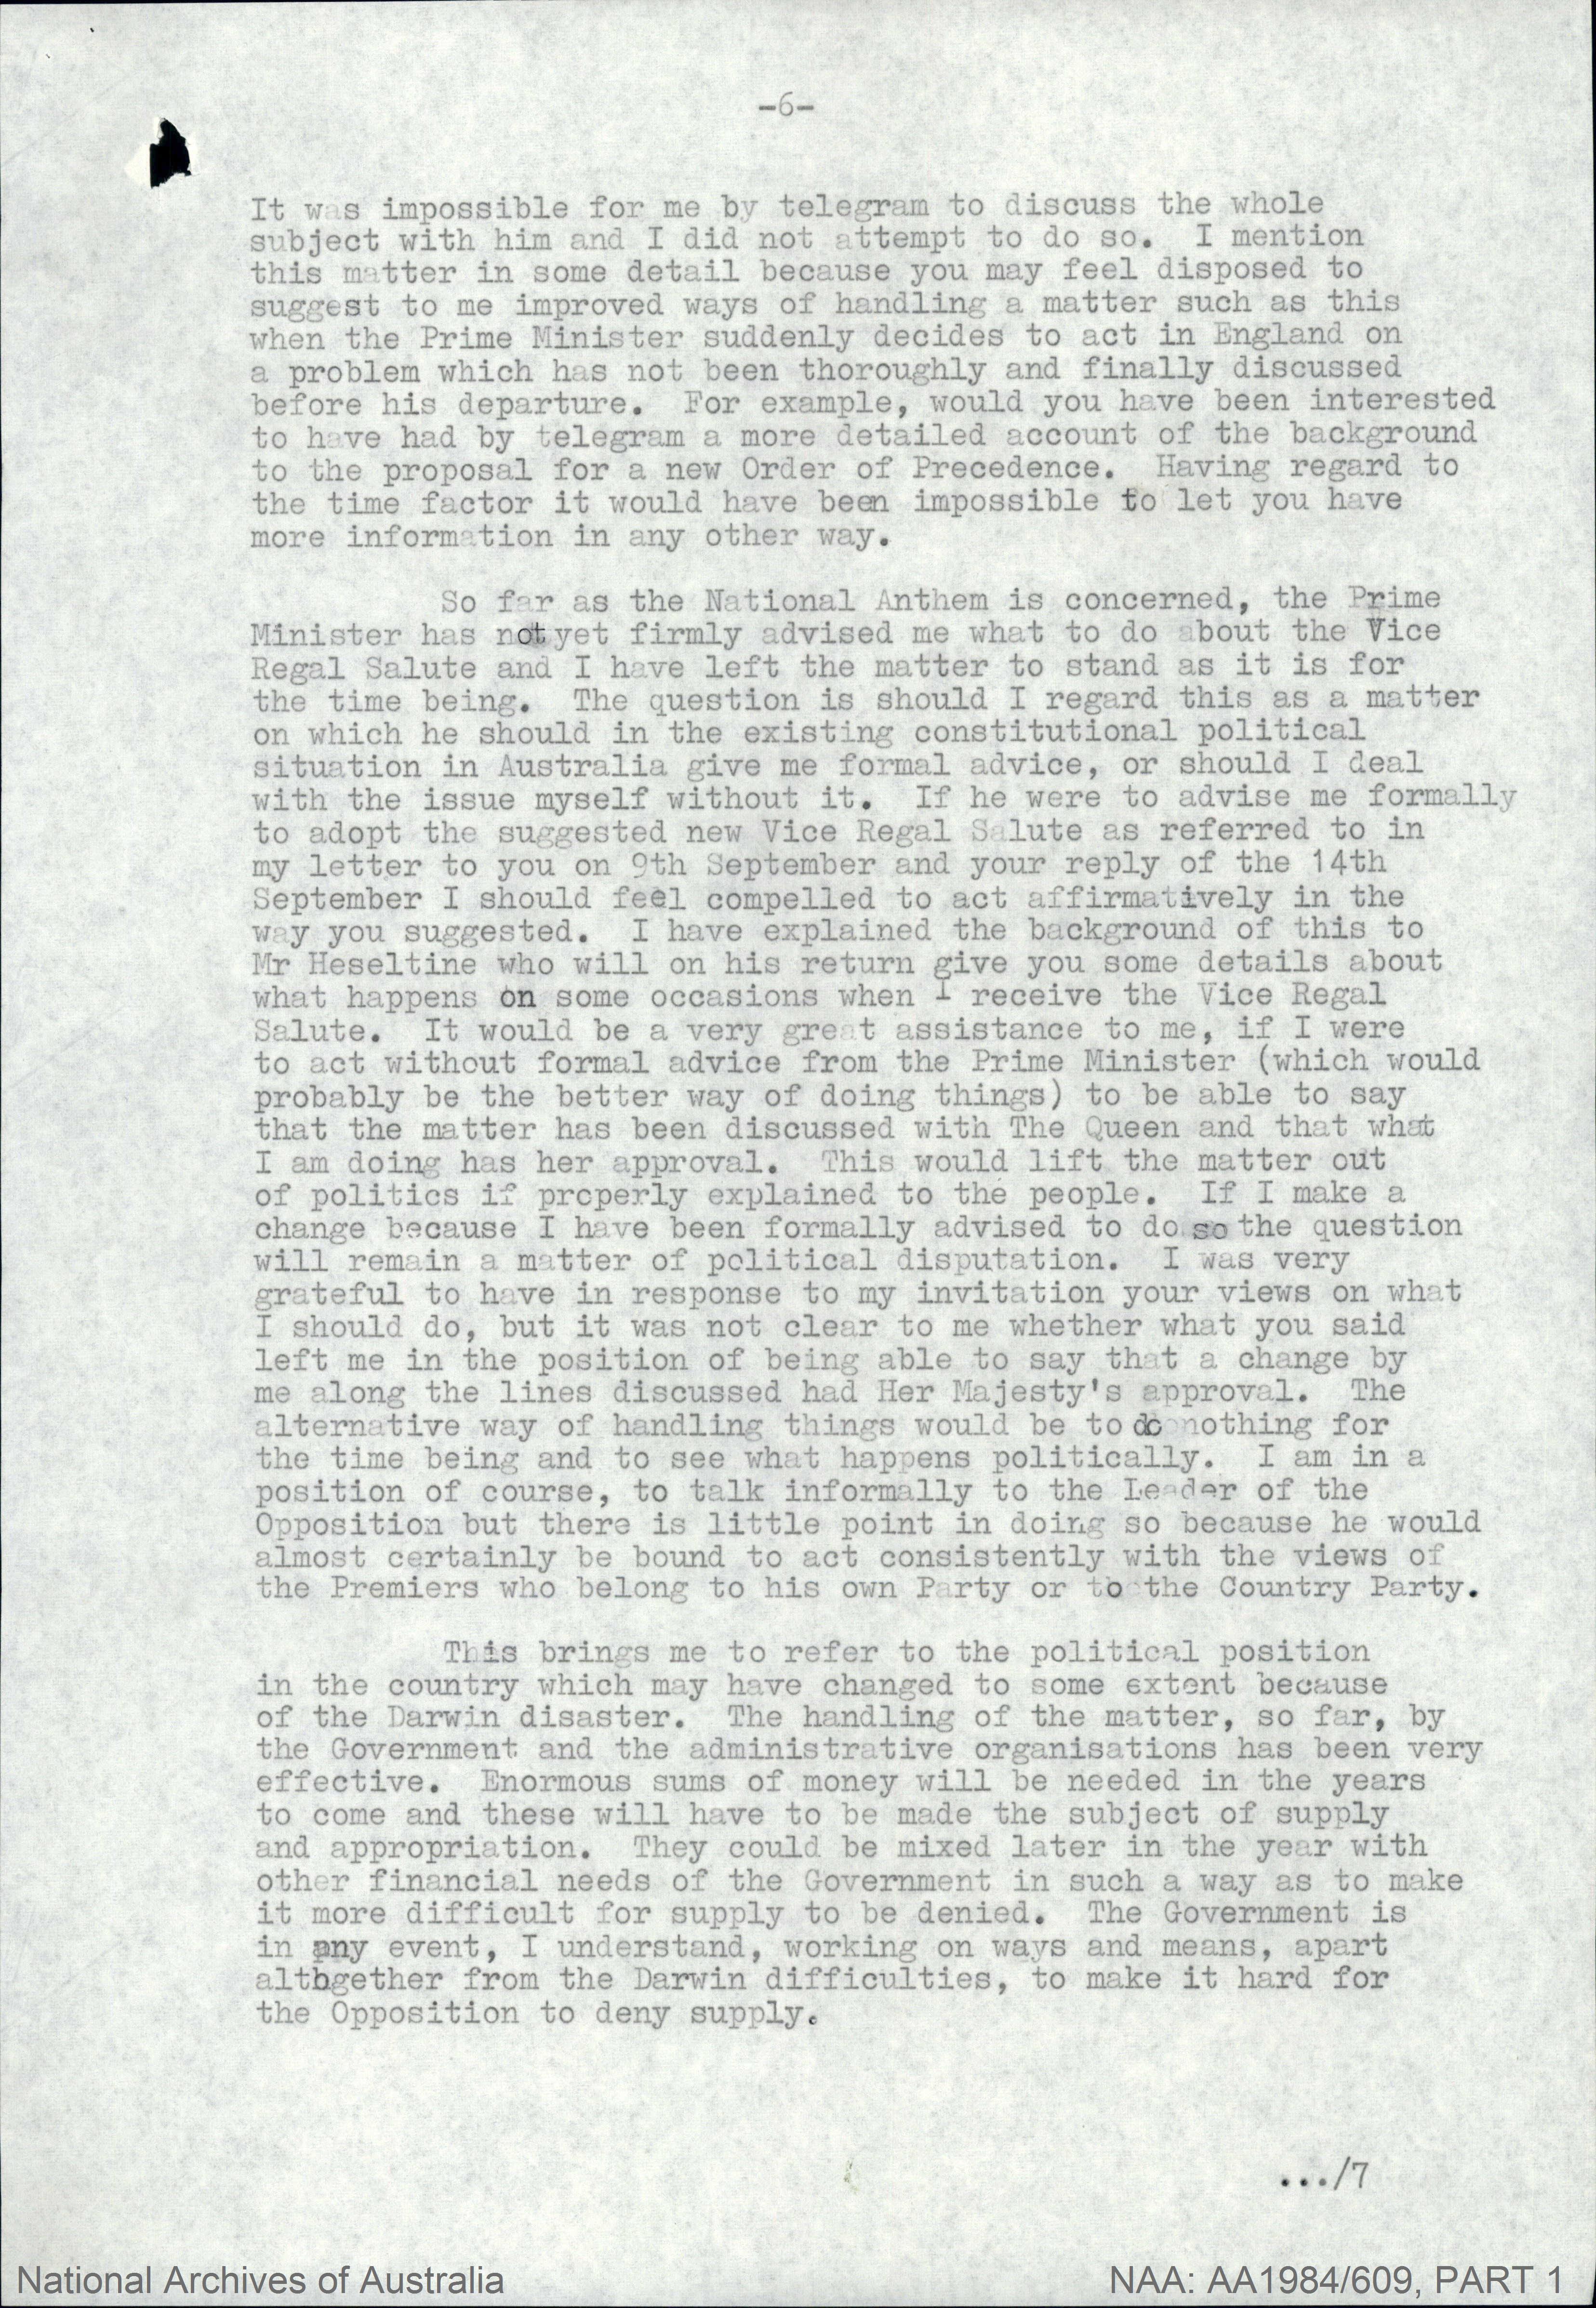 -6-
It was impossible for me by telegram to discuss the whole
subject with him and I did not attempt to do so. I mention
this matter in some detail because you may feel disposed to
suggest to me improved ways of handling a matter such as this
when the Prime Minister suddenly decides to act in England on
a problem which has not been thoroughly and finally discussed
before his departure. For example, would you have been interested
to have had by telegram a more detailed account of the background
to the proposal for a new Order of Precedence. Having regard to
the time factor it would have been impossible to let you have
more information in any other way.
So far as the National Anthem is concerned, the Prime
Minister has not yet firmly advised me what to do about the Vice
Regal Salute and I have left the matter to stand as it is for
the time being. The question is should I regard this as a matter
on which he should in the existing constitutional political
situation in Australia give me formal advice, or should I deal
with the issue myself without it. If he were to advise me formally
to adopt the suggested new Vice Regal Salute as referred to in
my letter to you on 9th September and your reply of the 14th
September I should feel compelled to act affirmatively in the
way you suggested. I have explained the background of this to
Mr Heseltine who will on his return give you some details about
what happens on some occasions when I receive the Vice Regal
Salute. It would be a very great assistance to me, if I were
to act without formal advice from the Prime Minister (which would
probably be the better way of doing things) to be able to say
that the matter has been discussed with The Queen and that what
I am doing has her approval. This would lift the matter out
of politics if properly explained to the people. If I make a
change because I have been formally advised to do so the question
will remain a matter of political disputation. I was very
grateful to have in response to my invitation your views on what
I should do, but it was not clear to me whether what you said
left me in the position of being able to say that a change by
me along the lines discussed had Her Majesty's approval. The
alternative way of handling things would be to do nothing for
the time being and to see what happens politically. I am in a
position of course, to talk informally to the Leader of the
Opposition but there is little point in doing so because he would
almost certainly be bound to act consistently with the views of
the Premiers who belong to his own Party or to the Country Party.
This brings me to refer to the political position
in the country which may have changed to some extent because
of the Darwin disaster. The handling of the matter, so far, by
the Government and the administrative organisations has been very
effective. Enormous sums of money will be needed in the years
to come and these will have to be made the subject of supply
and appropriation. They could be mixed later in the year with
other financial needs of the Government in such a way as to make
it more difficult for supply to be denied. The Government is
in any event, I understand, working on ways and means, apart
altogether from the Darwin difficulties, to make it hard for
the Opposition to deny supply.
.../7
National Archives of Australia
NAA: AA1984/609, PART 1